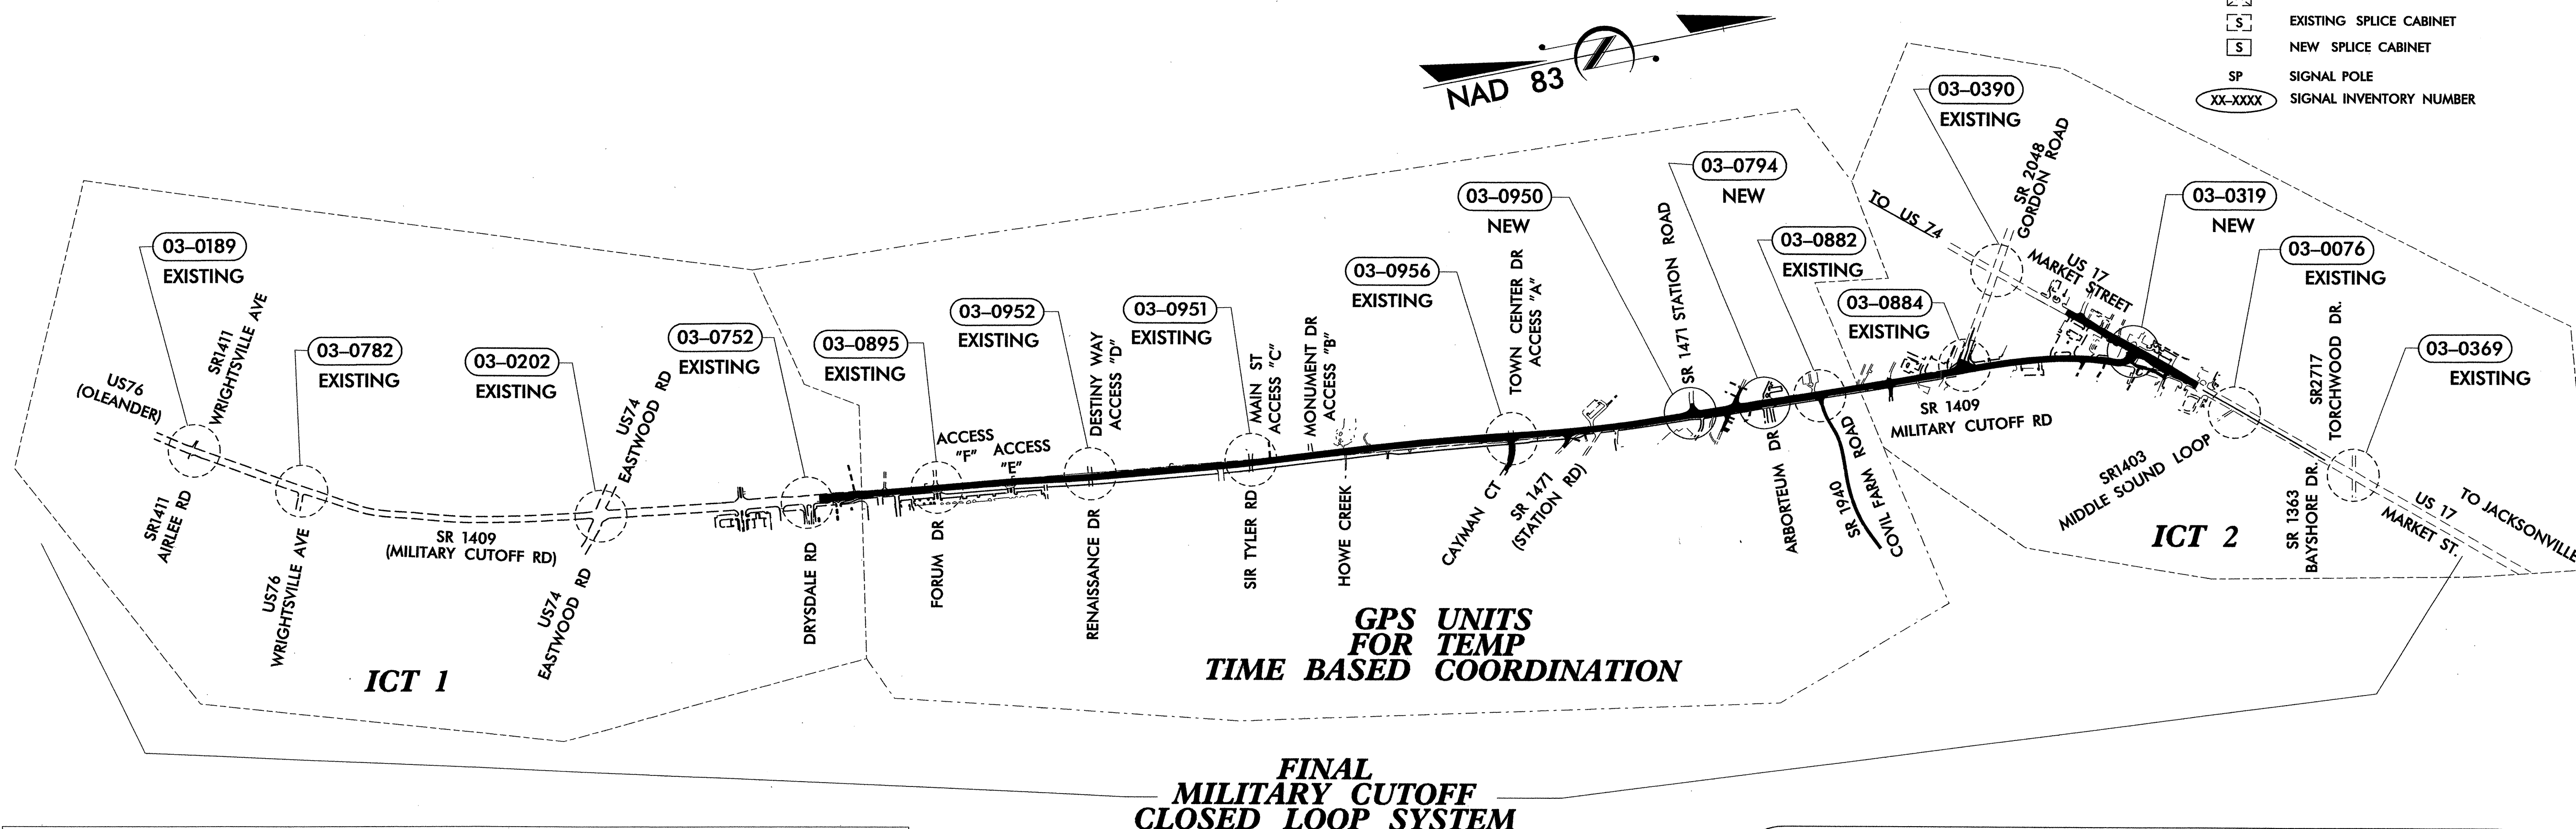 EXISTING SPLICE CABINET
S
NEW SPLICE CABINET
S
SP
SIGNAL POLE
XX-XXXX
SIGNAL INVENTORY NUMBER
NAD 83
03-0390
EXISTING
SR 2048
GORDON ROAD
TO US 74
US 17
MARKET STREET
03-0319
NEW
03-0076
EXISTING
SR2717
TORCHWOOD DR.
03-0369
EXISTING
03-0794
NEW
03-0950
NEW
SR 1471 STATION ROAD
03-0882
EXISTING
03-0884
EXISTING
03-0956
EXISTING
TOWN CENTER DR
ACCESS "A"
03-0951
EXISTING
MAIN ST
ACCESS "C"
MONUMENT DR
ACCESS "B"
03-0952
EXISTING
DESTINY WAY
ACCESS "D"
03-0895
EXISTING
ACCESS
"F"
ACCESS
"E"
03-0752
EXISTING
03-0202
EXISTING
US74
EASTWOOD RD
03-0782
EXISTING
03-0189
EXISTING
SR1411
WRIGHTSVILLE AVE
US76
(OLEANDER)
SR1411
AIRLEE RD
US76
WRIGHTSVILLE AVE
SR 1409
(MILITARY CUTOFF RD)
US74
EASTWOOD RD
DRYSDALE RD
FORUM DR
RENAISSANCE DR
SIR TYLER RD
HOWE CREEK
CAYMAN CT
SR 1471
(STATION RD)
ARBORTEUM DR
SR 1940
COVIL FARM ROAD
SR 1409
MILITARY CUTOFF RD
SR1403
MIDDLE SOUND LOOP
SR 1363
BAYSHORE DR.
US 17
MARKET ST.
TO JACKSONVILLE
ICT 1
ICT 2
GPS UNITS
FOR TEMP
TIME BASED COORDINATION
FINAL
MILITARY CUTOFF
CLOSED LOOP SYSTEM